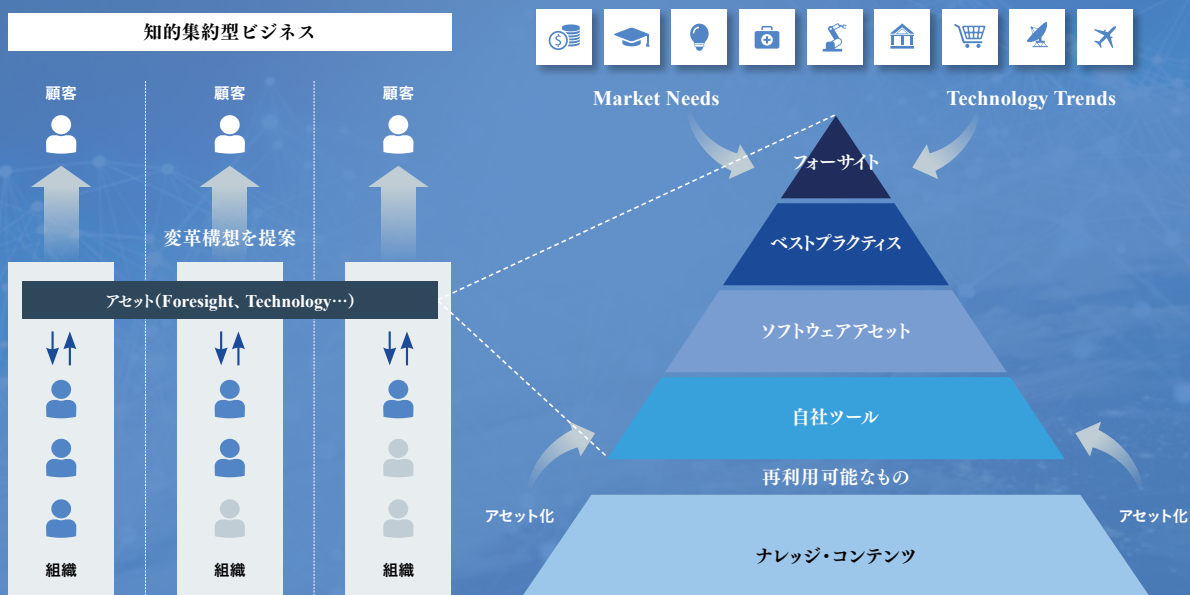 知的集約型ビジネス
顧客
顧客
顧客
変革構想を提案
アセット(Foresight、Technology…)
組織
組織
組織
Market Needs
Technology Trends
フォーサイト
ベストプラクティス
ソフトウェアアセット
自社ツール
再利用可能なもの
アセット化
アセット化
ナレッジ・コンテンツ